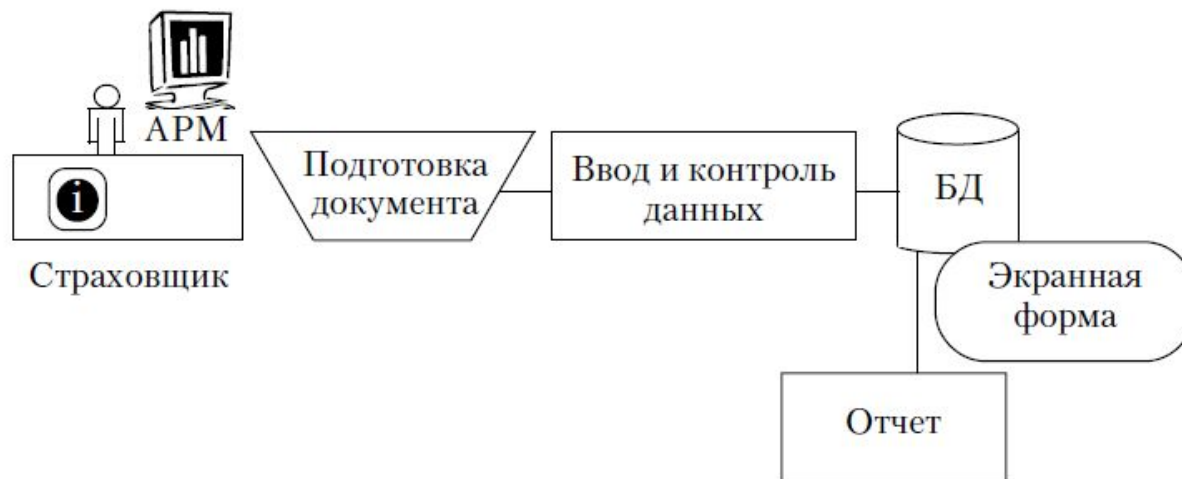 АРМ
i
Страховщик
Подготовка
документа
Ввод и контроль
данных
БД
Экранная
форма
Отчет